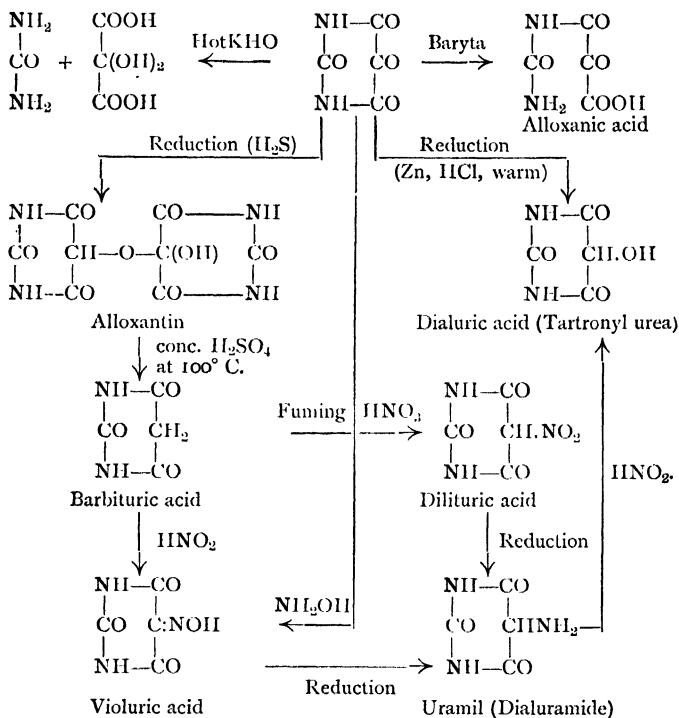 NH₂ COOH NH—CO NH—CO
HotKHO Baryta
CO + C(OH)₂ CO CO CO CO
NH₂ COOH NH—CO NH₂ COOH
Alloxanic acid
Reduction (H₂S) Reduction
(Zn, HCl, warm)
NH—CO CO——NH NH—CO
CO CH—O—C(OH) CO CO CH.OH
NH--CO CO——NH NH—CO
Alloxantin Dialuric acid (Tartronyl urea)
conc. H₂SO₄
at 100° C.
NH—CO NH—CO
Fuming HNO₃
CO CH₂ CO CH.NO₂
HNO₂.
NH—CO NH—CO
Barbituric acid Dilituric acid
HNO₂ Reduction
NH—CO NH—CO
NH₂OH
CO C:NOH CO CHNH₂—
NH—CO NH—CO
Reduction
Violuric acid Uramil (Dialuramide)